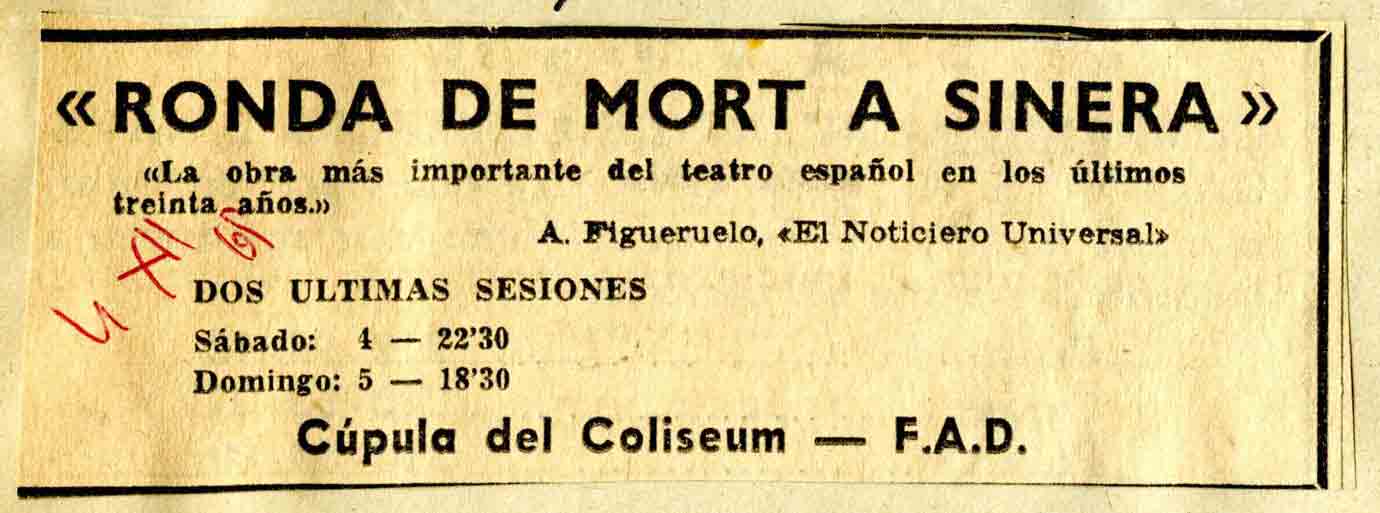 «RONDA DE MORT A SINERA»
«La obra más importante del teatro español en los últimos
treinta años.»
A. Figueruelo, «El Noticiero Universal»
DOS ULTIMAS SESIONES
Sábado: 4 — 22'30
Domingo: 5 — 18'30
Cúpula del Coliseum — F.A.D.